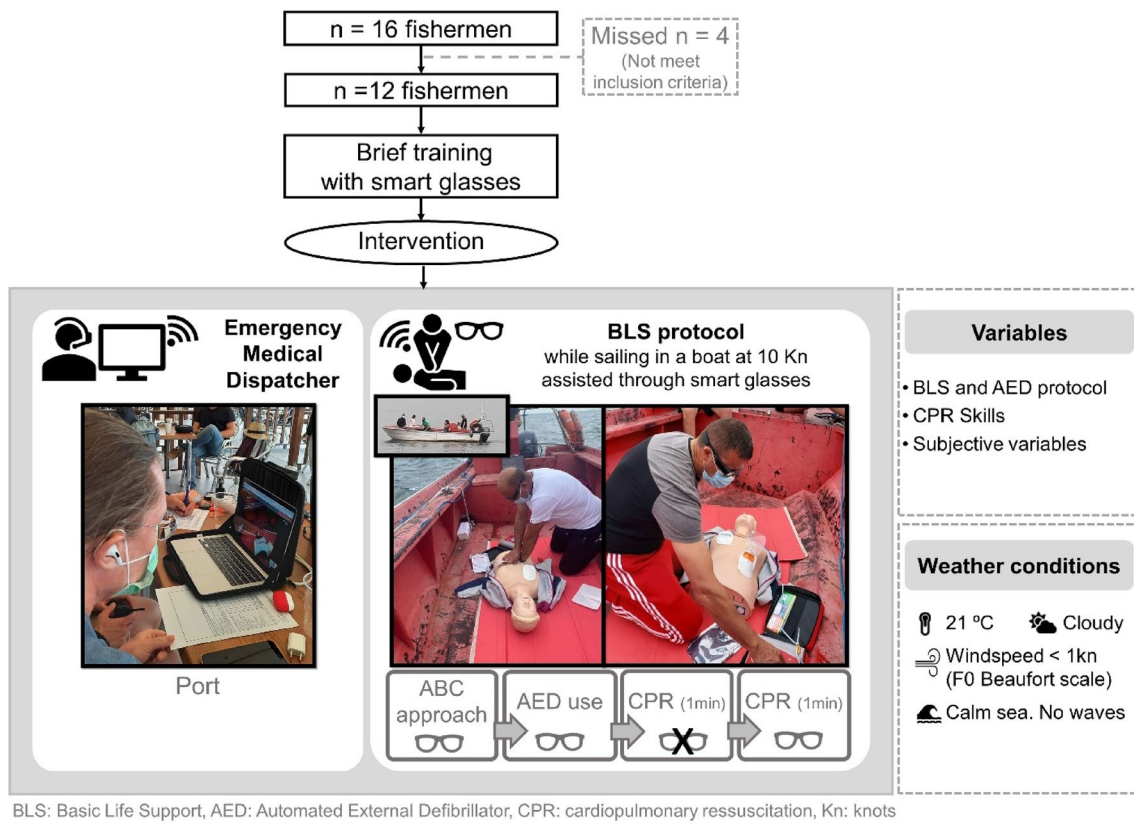 n = 16 fishermen
Missed n = 4
(Not meet
inclusion criteria)
n =12 fishermen
Brief training
with smart glasses
Intervention
Emergency
Medical
Dispatcher
Port
BLS protocol
while sailing in a boat at 10 Kn
assisted through smart glasses
ABC
approach
AED use
CPR (1min)
X
CPR (1min)
Variables
• BLS and AED protocol
• CPR Skills
• Subjective variables
Weather conditions
21 ºC
Cloudy
Windspeed < 1kn
(F0 Beaufort scale)
Calm sea. No waves
BLS: Basic Life Support, AED: Automated External Defibrillator, CPR: cardiopulmonary ressuscitation, Kn: knots